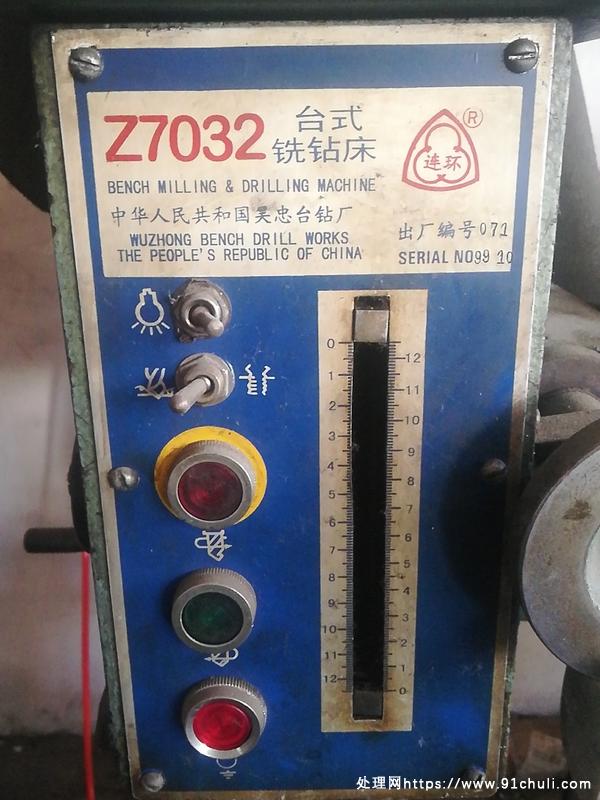 Z7032 台式
铣钻床
连环
®
BENCH MILLING & DRILLING MACHINE
中华人民共和国吴忠台钻厂
出厂编号071
WUZHONG BENCH DRILL WORKS
THE PEOPLE'S REPUBLIC OF CHINA
SERIAL NO99 10
0
12
1
11
2
10
3
9
4
8
5
7
6
6
7
5
8
4
9
3
10
2
11
1
12
0
处理网https://www.91chuli.com